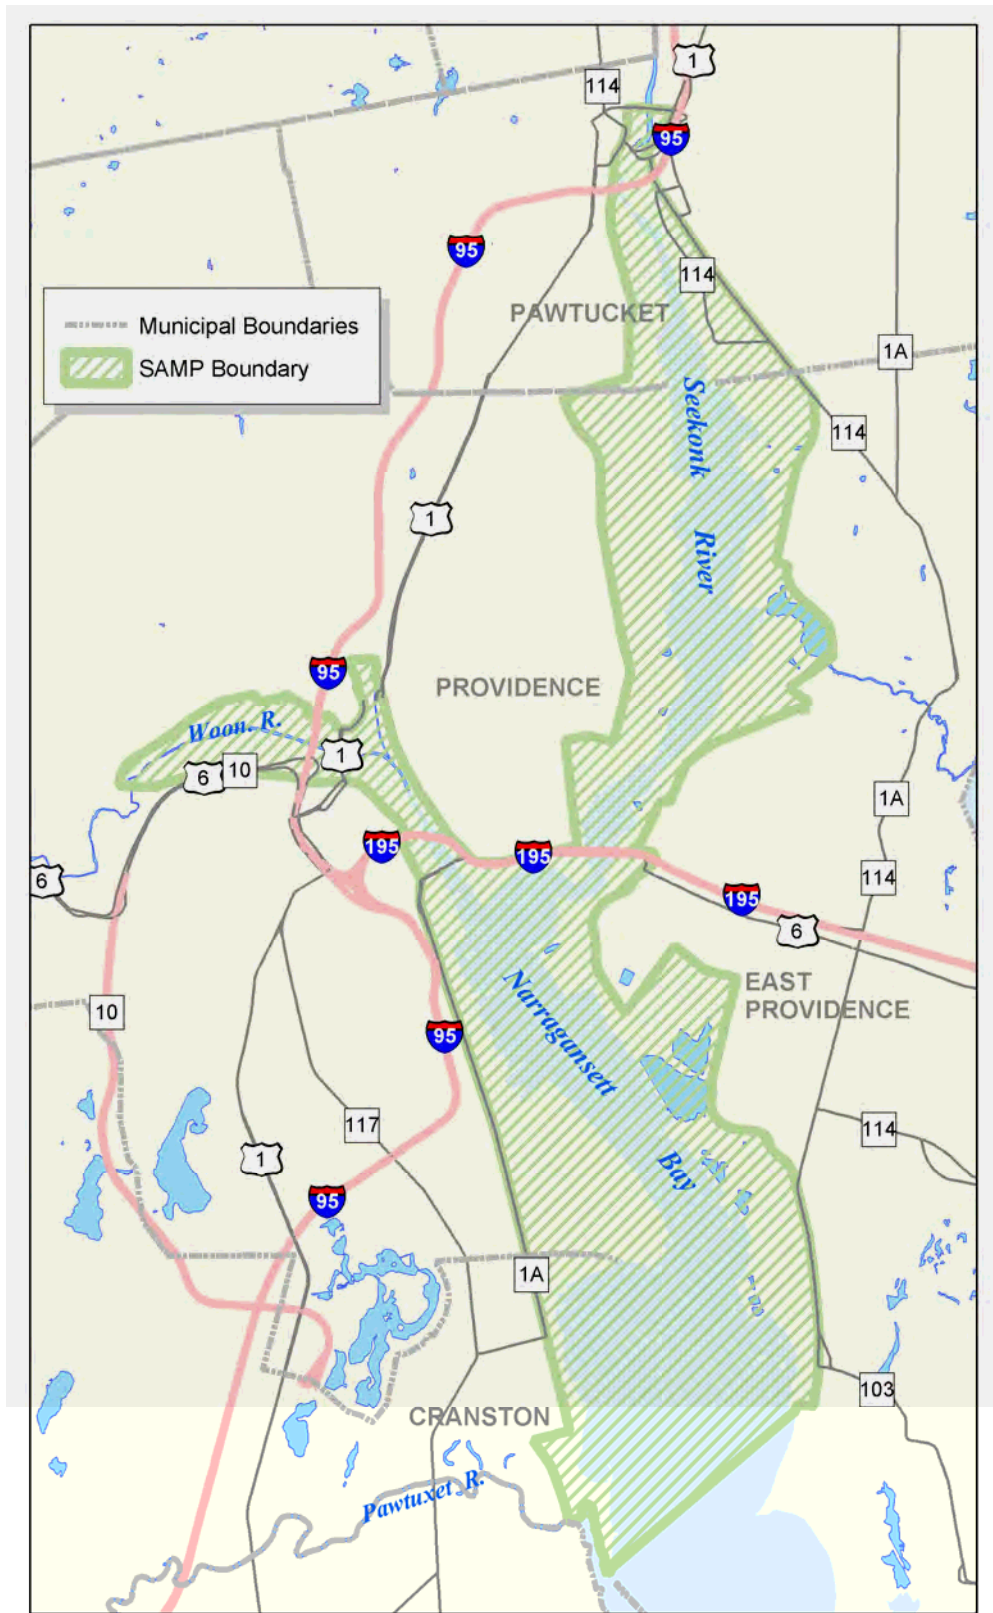 1
114
95
95
114
PAWTUCKET
Municipal Boundaries
SAMP Boundary
1A
Seekonk
114
1
River
95
PROVIDENCE
Woon. R.
1
6
10
1A
195
195
6
114
195
6
EAST
PROVIDENCE
Narragansett
10
95
117
114
1
Bay
95
1A
103
CRANSTON
Pawtuxet R.